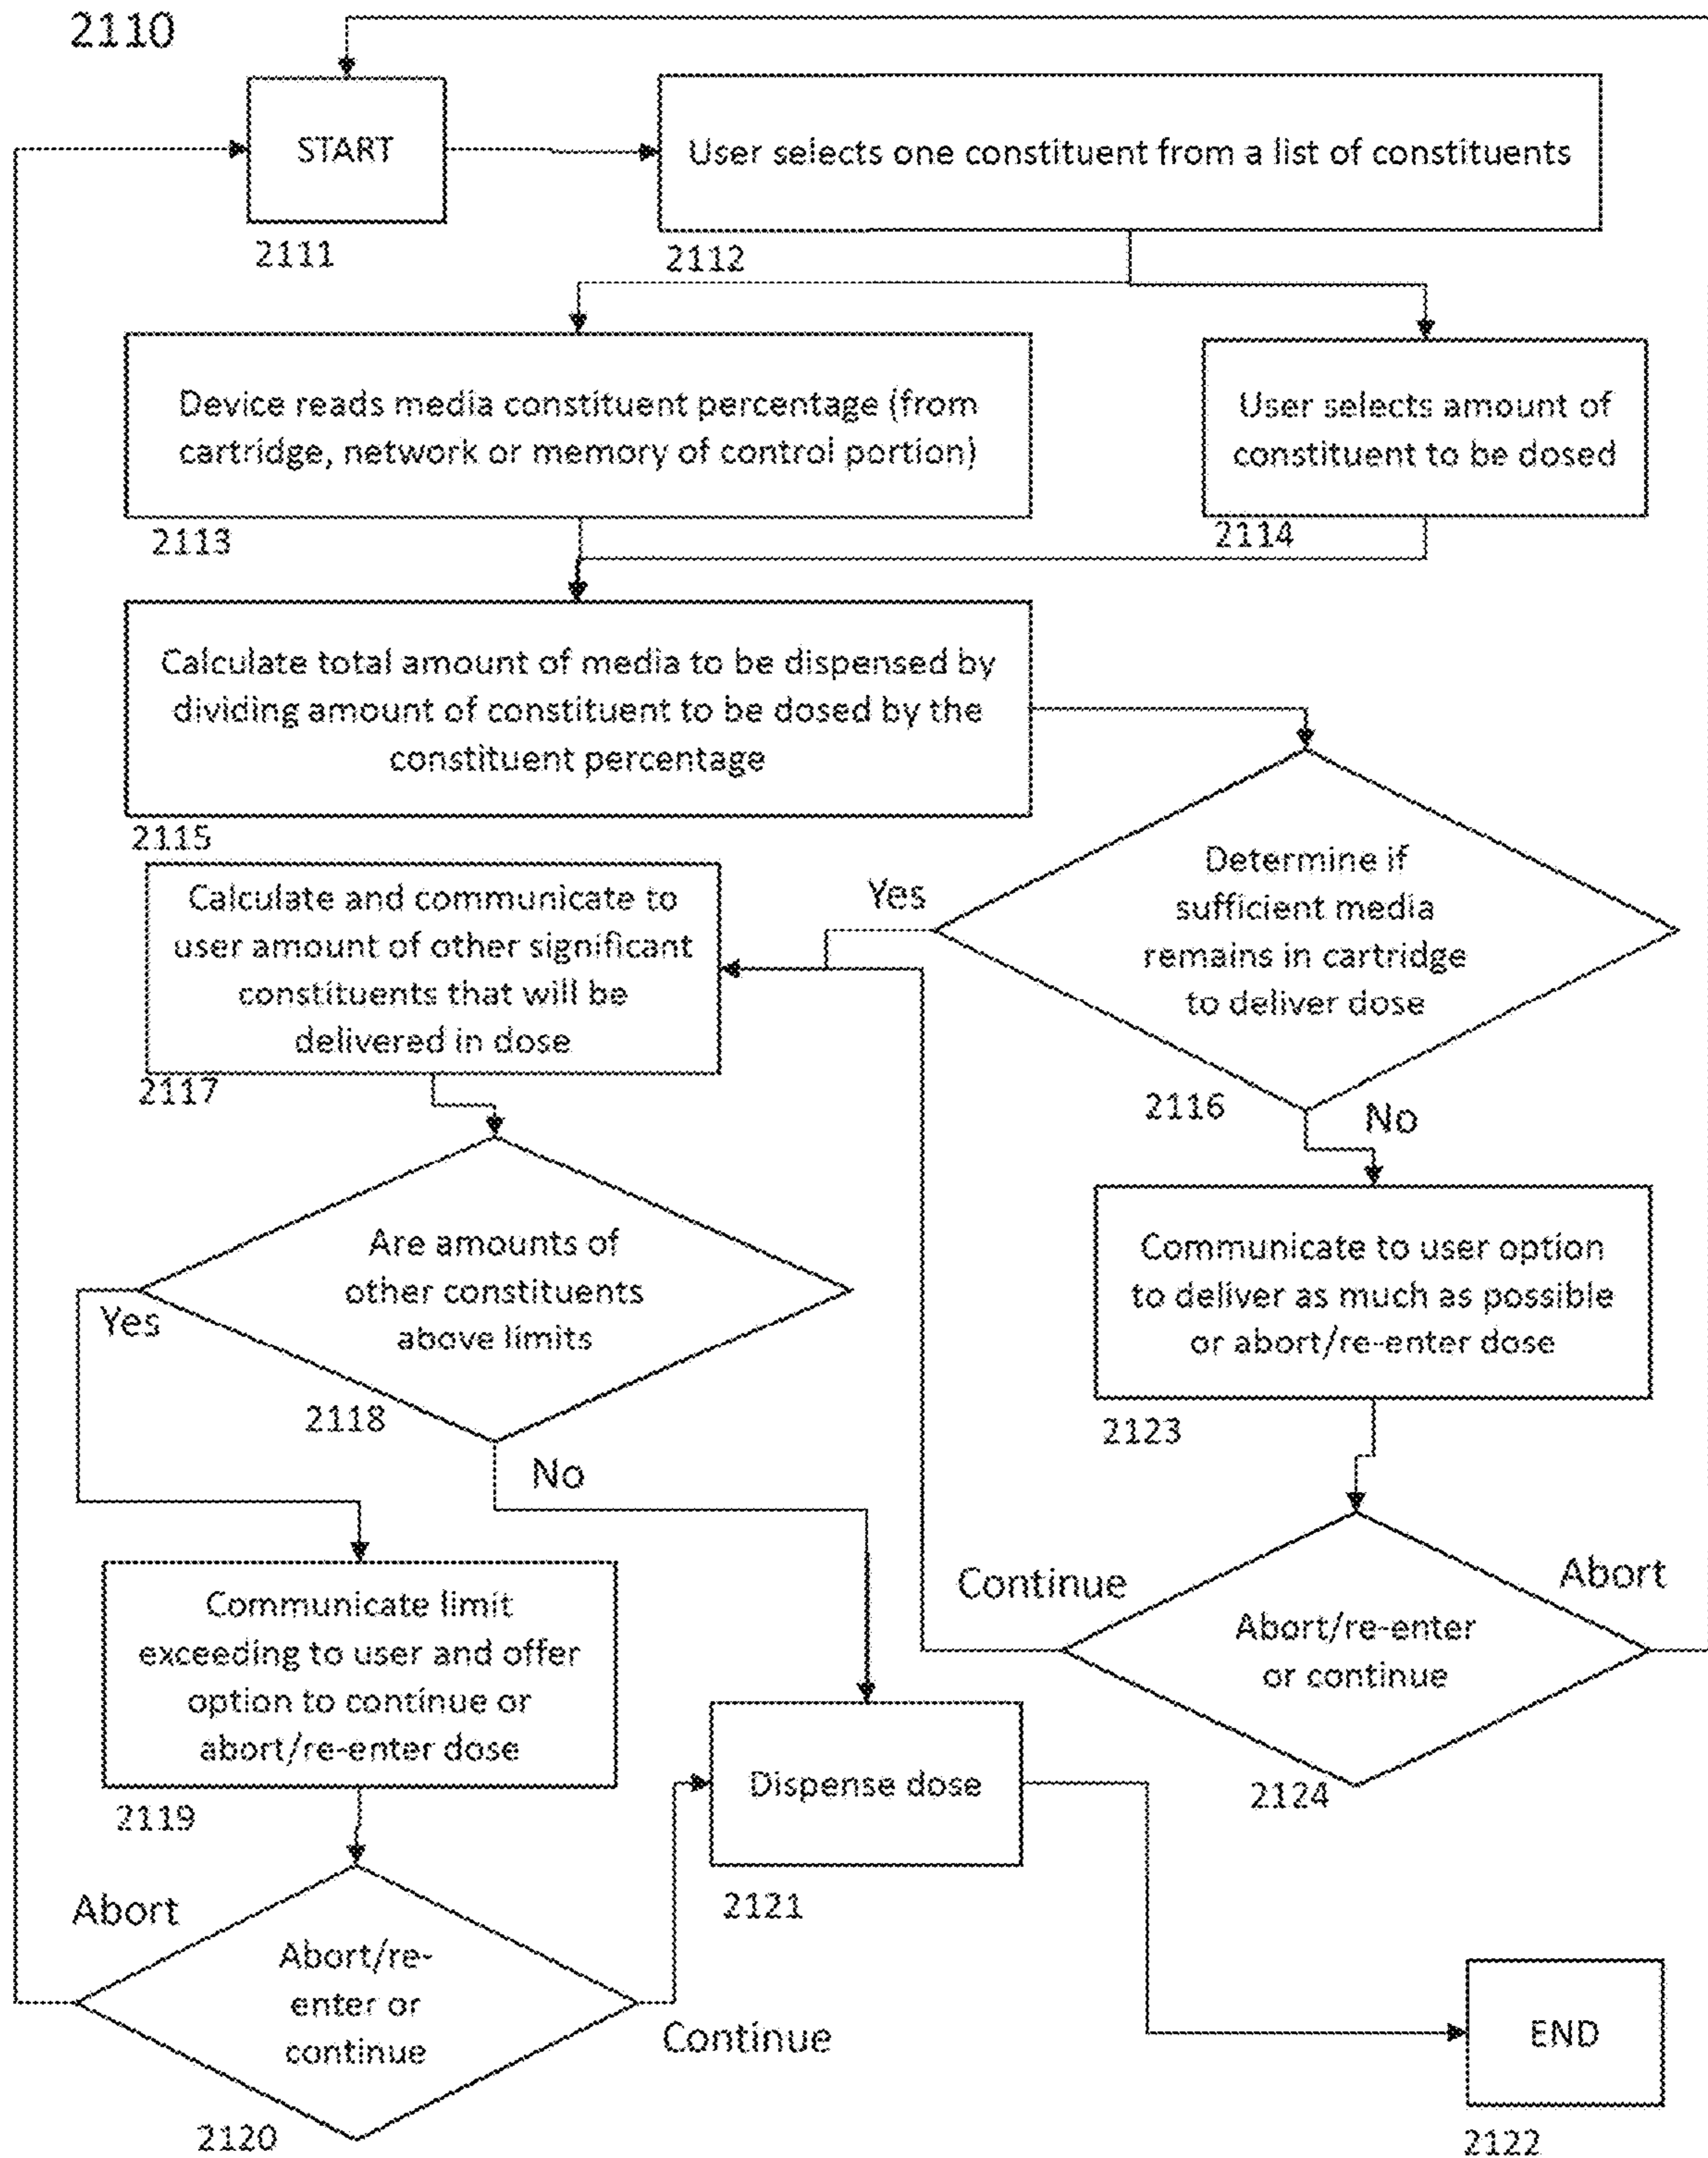 2110
START
2111
User selects one constituent from a list of constituents
2112
Device reads media constituent percentage (from
cartridge, network or memory of control portion)
2113
User selects amount of
constituent to be dosed
2114
Calculate total amount of media to be dispensed by
dividing amount of constituent to be dosed by the
constituent percentage
2115
Determine if
sufficient media
remains in cartridge
to deliver dose
2116
Yes
No
Calculate and communicate to
user amount of other significant
constituents that will be
delivered in dose
2117
Are amounts of
other constituents
above limits
2118
Yes
No
Communicate to user option
to deliver as much as possible
or abort/re-enter dose
2123
Abort/re-enter
or continue
2124
Continue
Abort
Communicate limit
exceeding to user and offer
option to continue or
abort/re-enter dose
2119
Abort/re-
enter or
continue
2120
Abort
Continue
Dispense dose
2121
END
2122